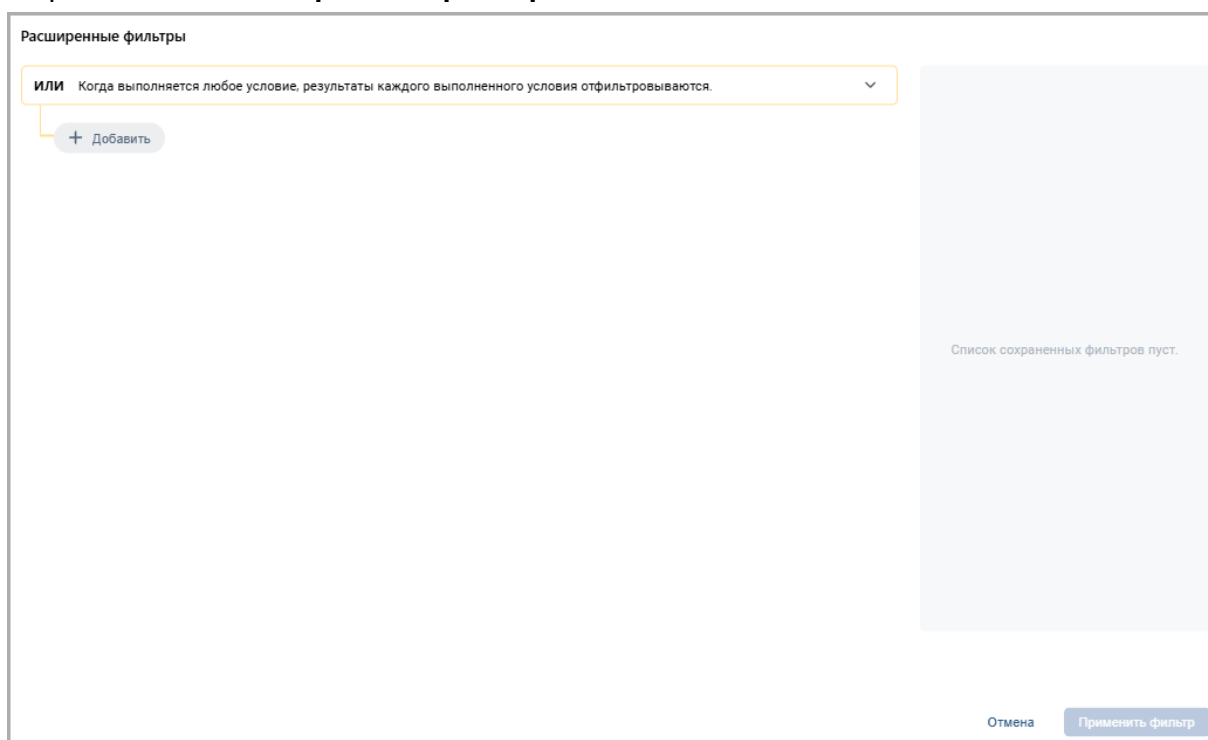 Расширенные фильтры
ИЛИ Когда выполняется любое условие, результаты каждого выполненного условия отфильтровываются.
+ Добавить
Список сохраненных фильтров пуст.
Отмена Применить фильтр